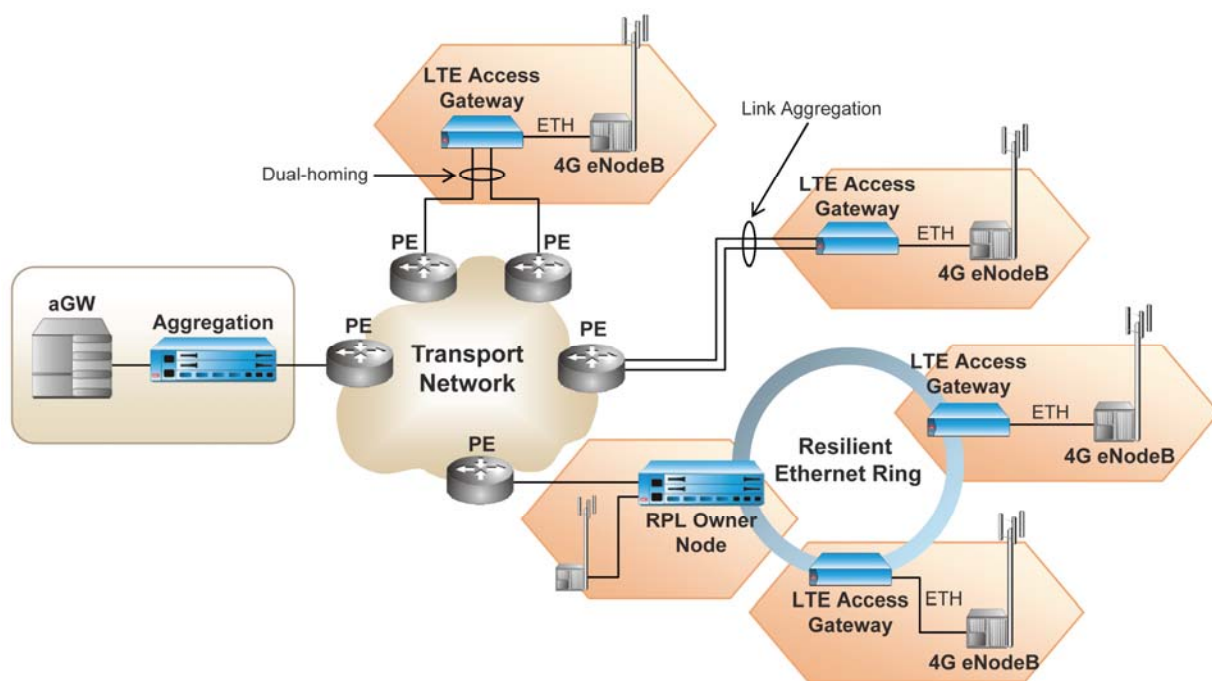 LTE Access
Gateway
ETH
4G eNodeB
Dual-homing
Link Aggregation
LTE Access
Gateway
ETH
4G eNodeB
PE
PE
aGW
Aggregation
PE
Transport
Network
PE
LTE Access
Gateway
ETH
4G eNodeB
Resilient
Ethernet Ring
PE
RPL Owner
Node
LTE Access
Gateway
ETH
4G eNodeB